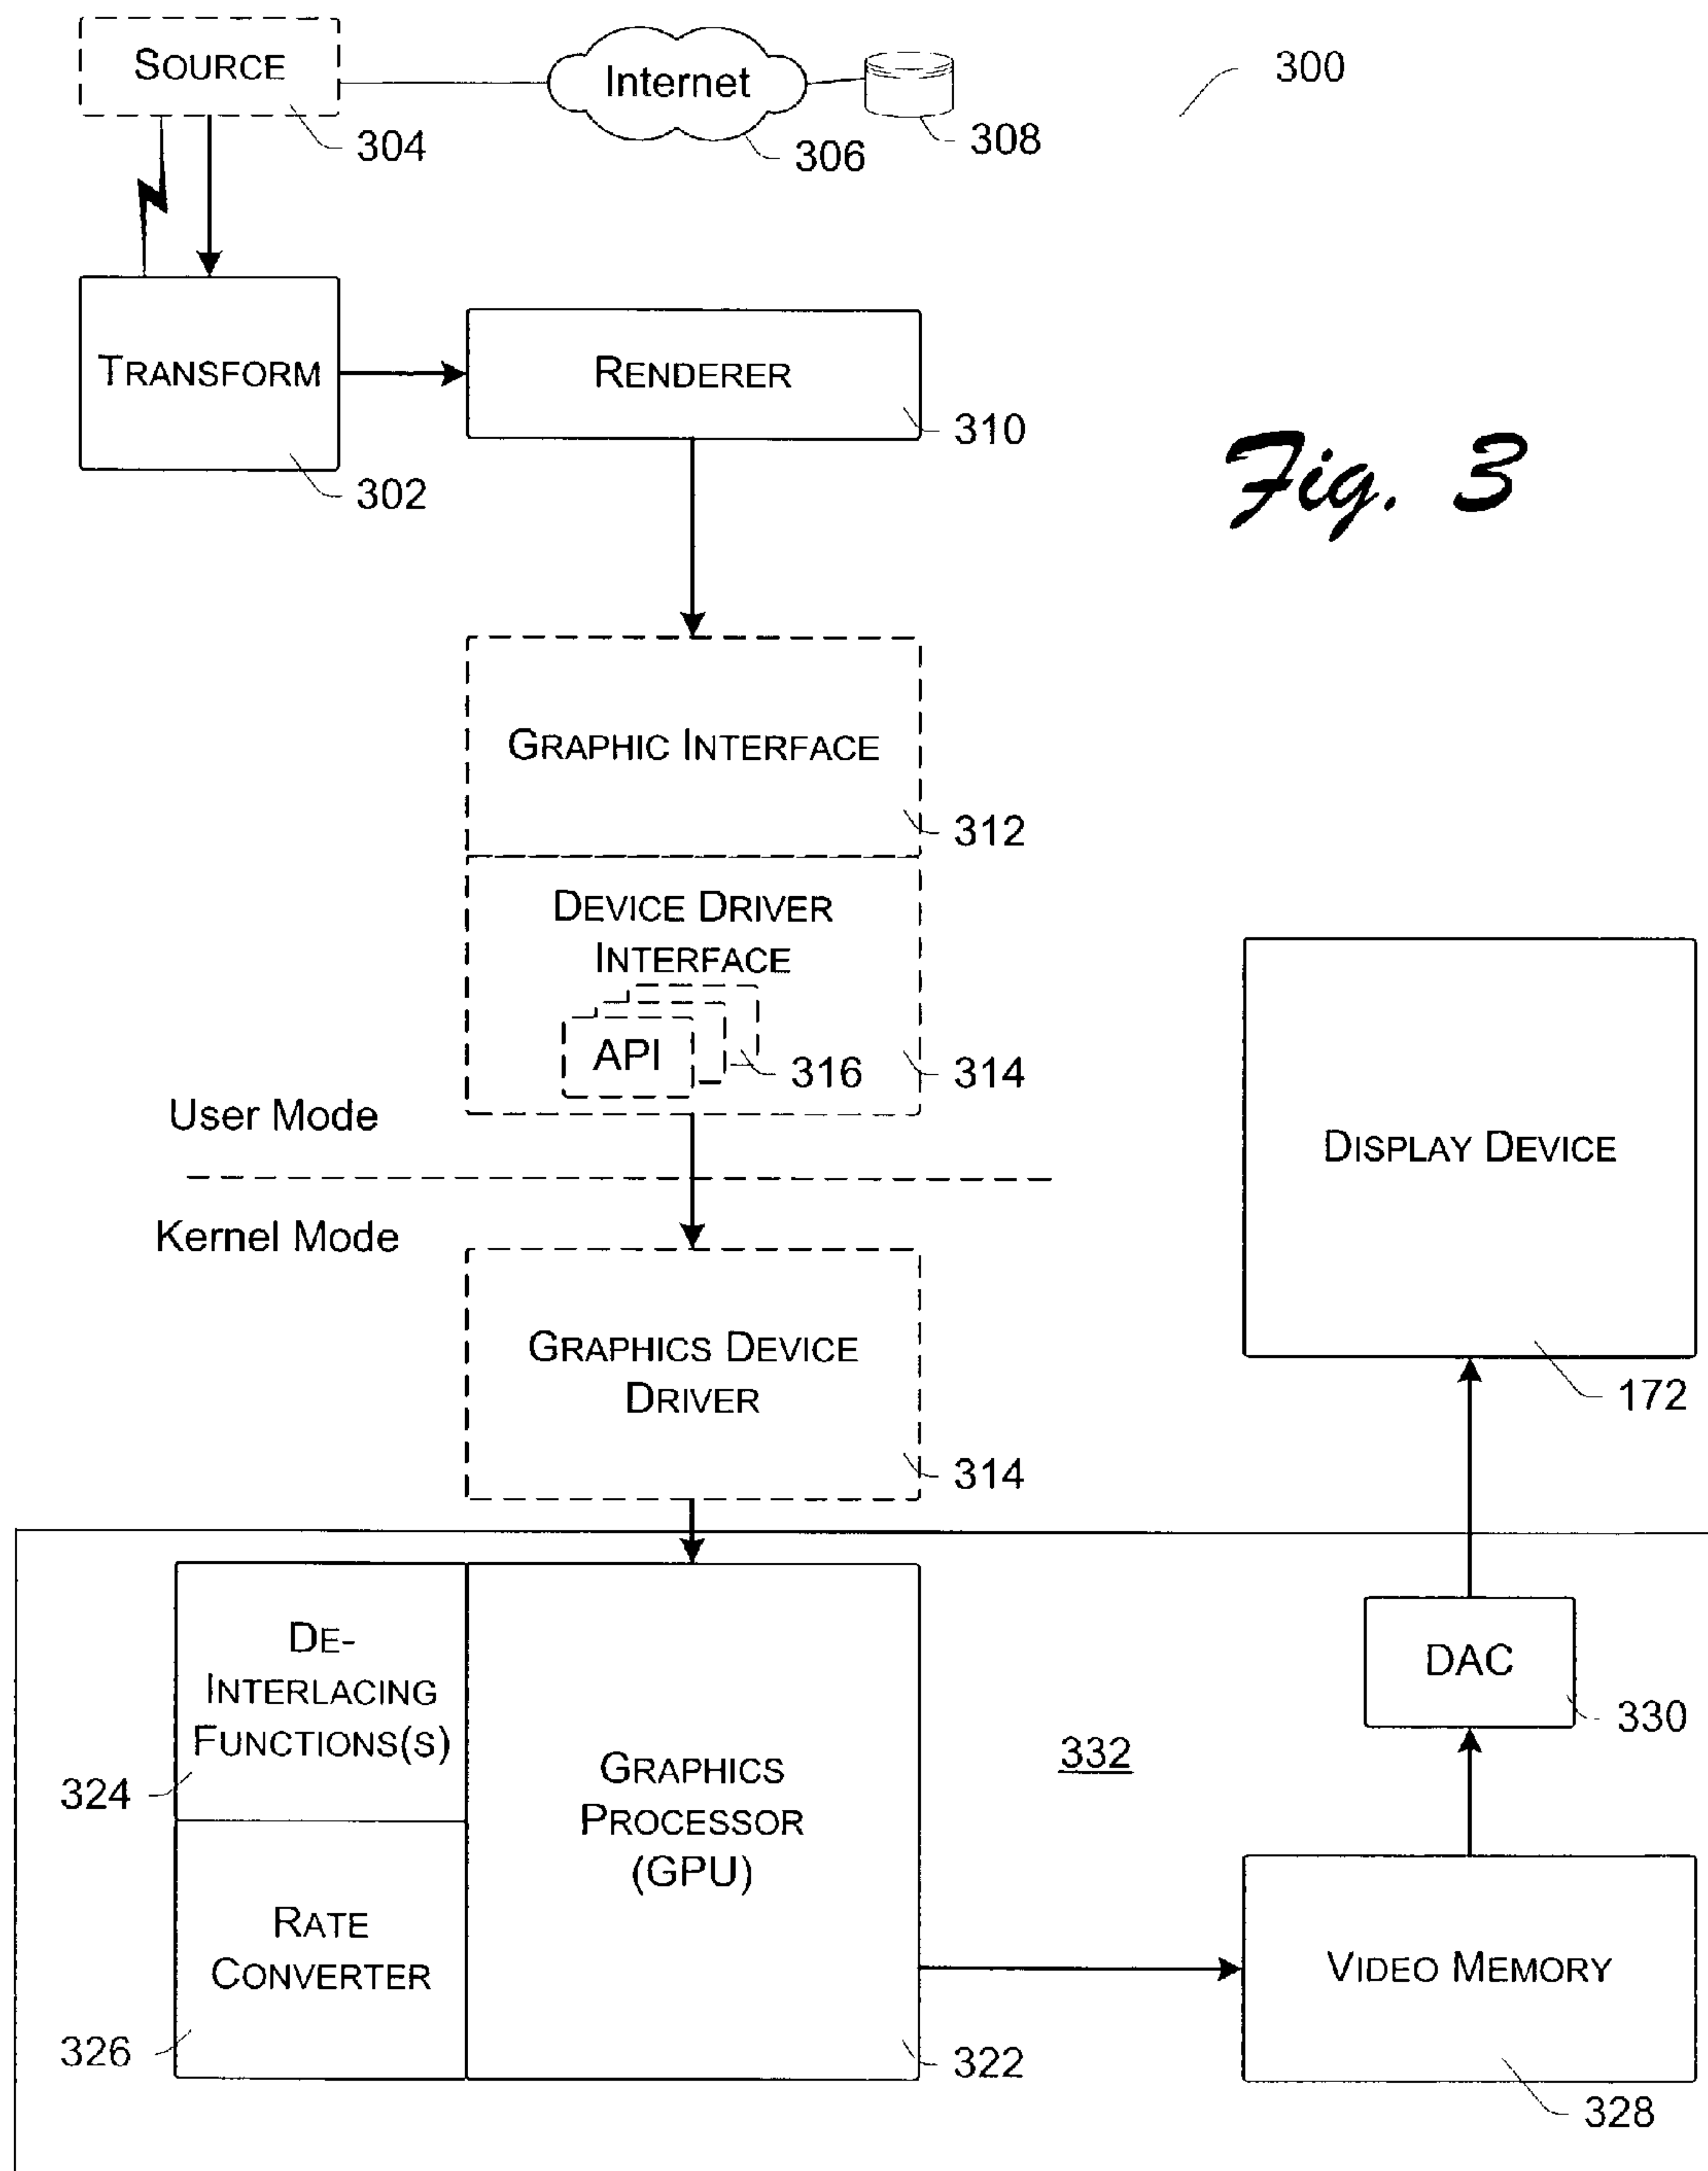 SOURCE
304
Internet
306
308
300
TRANSFORM
302
RENDERER
310
Fig. 3
GRAPHIC INTERFACE
312
DEVICE DRIVER
INTERFACE
API
316
314
User Mode
Kernel Mode
GRAPHICS DEVICE
DRIVER
314
DISPLAY DEVICE
172
DE-
INTERLACING
FUNCTIONS(S)
324
RATE
CONVERTER
326
GRAPHICS
PROCESSOR
(GPU)
322
332
DAC
330
VIDEO MEMORY
328